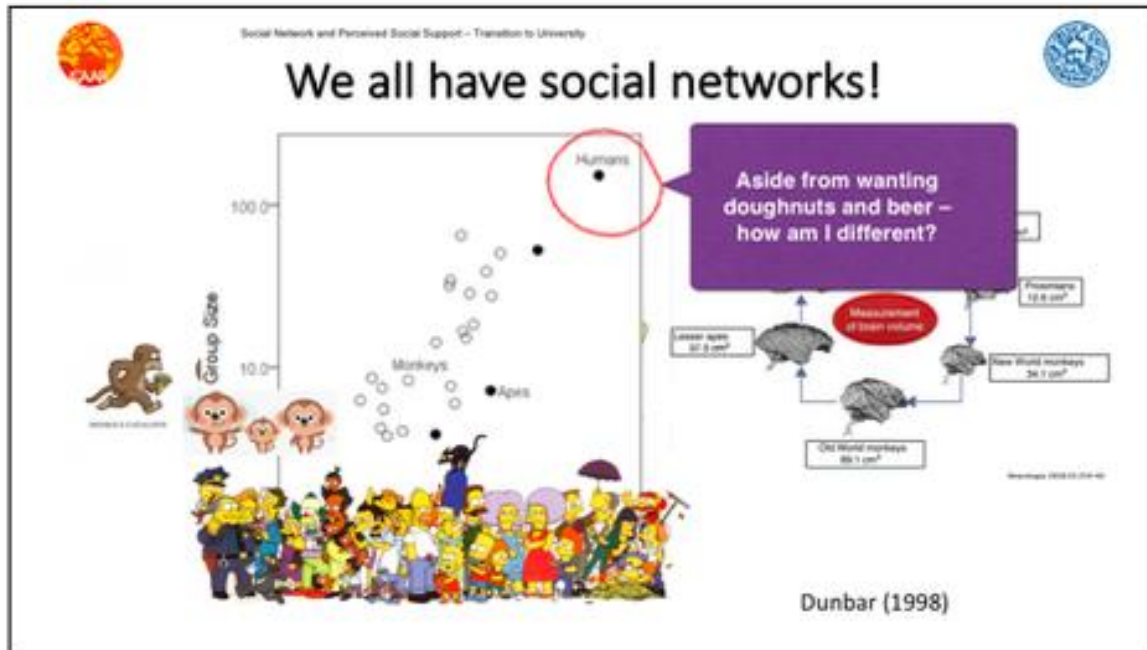 Social Network and Perceived Social Support – Transition to University
We all have social networks!
Humans
100.0
Group Size
10.0
Monkeys
Apes
Aside from wanting
doughnuts and beer –
how am I different?
Measurement
of brain volume
Prosimians
Lesser apes
97.5 cm³
New World monkeys
34.1 cm³
Old World monkeys
Dunbar (1998)